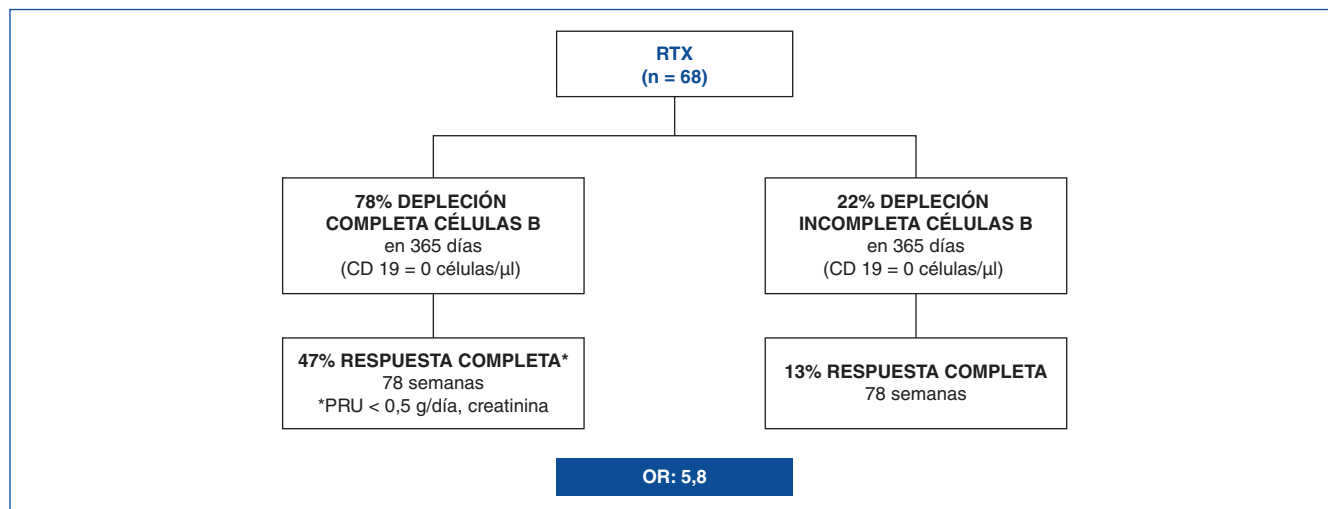 RTX
(n = 68)
78% DEPLECIÓN
COMPLETA CÉLULAS B
en 365 días
(CD 19 = 0 células/µl)
22% DEPLECIÓN
INCOMPLETA CÉLULAS B
en 365 días
(CD 19 = 0 células/µl)
47% RESPUESTA COMPLETA*
78 semanas
*PRU < 0,5 g/día, creatinina
13% RESPUESTA COMPLETA
78 semanas
OR: 5,8